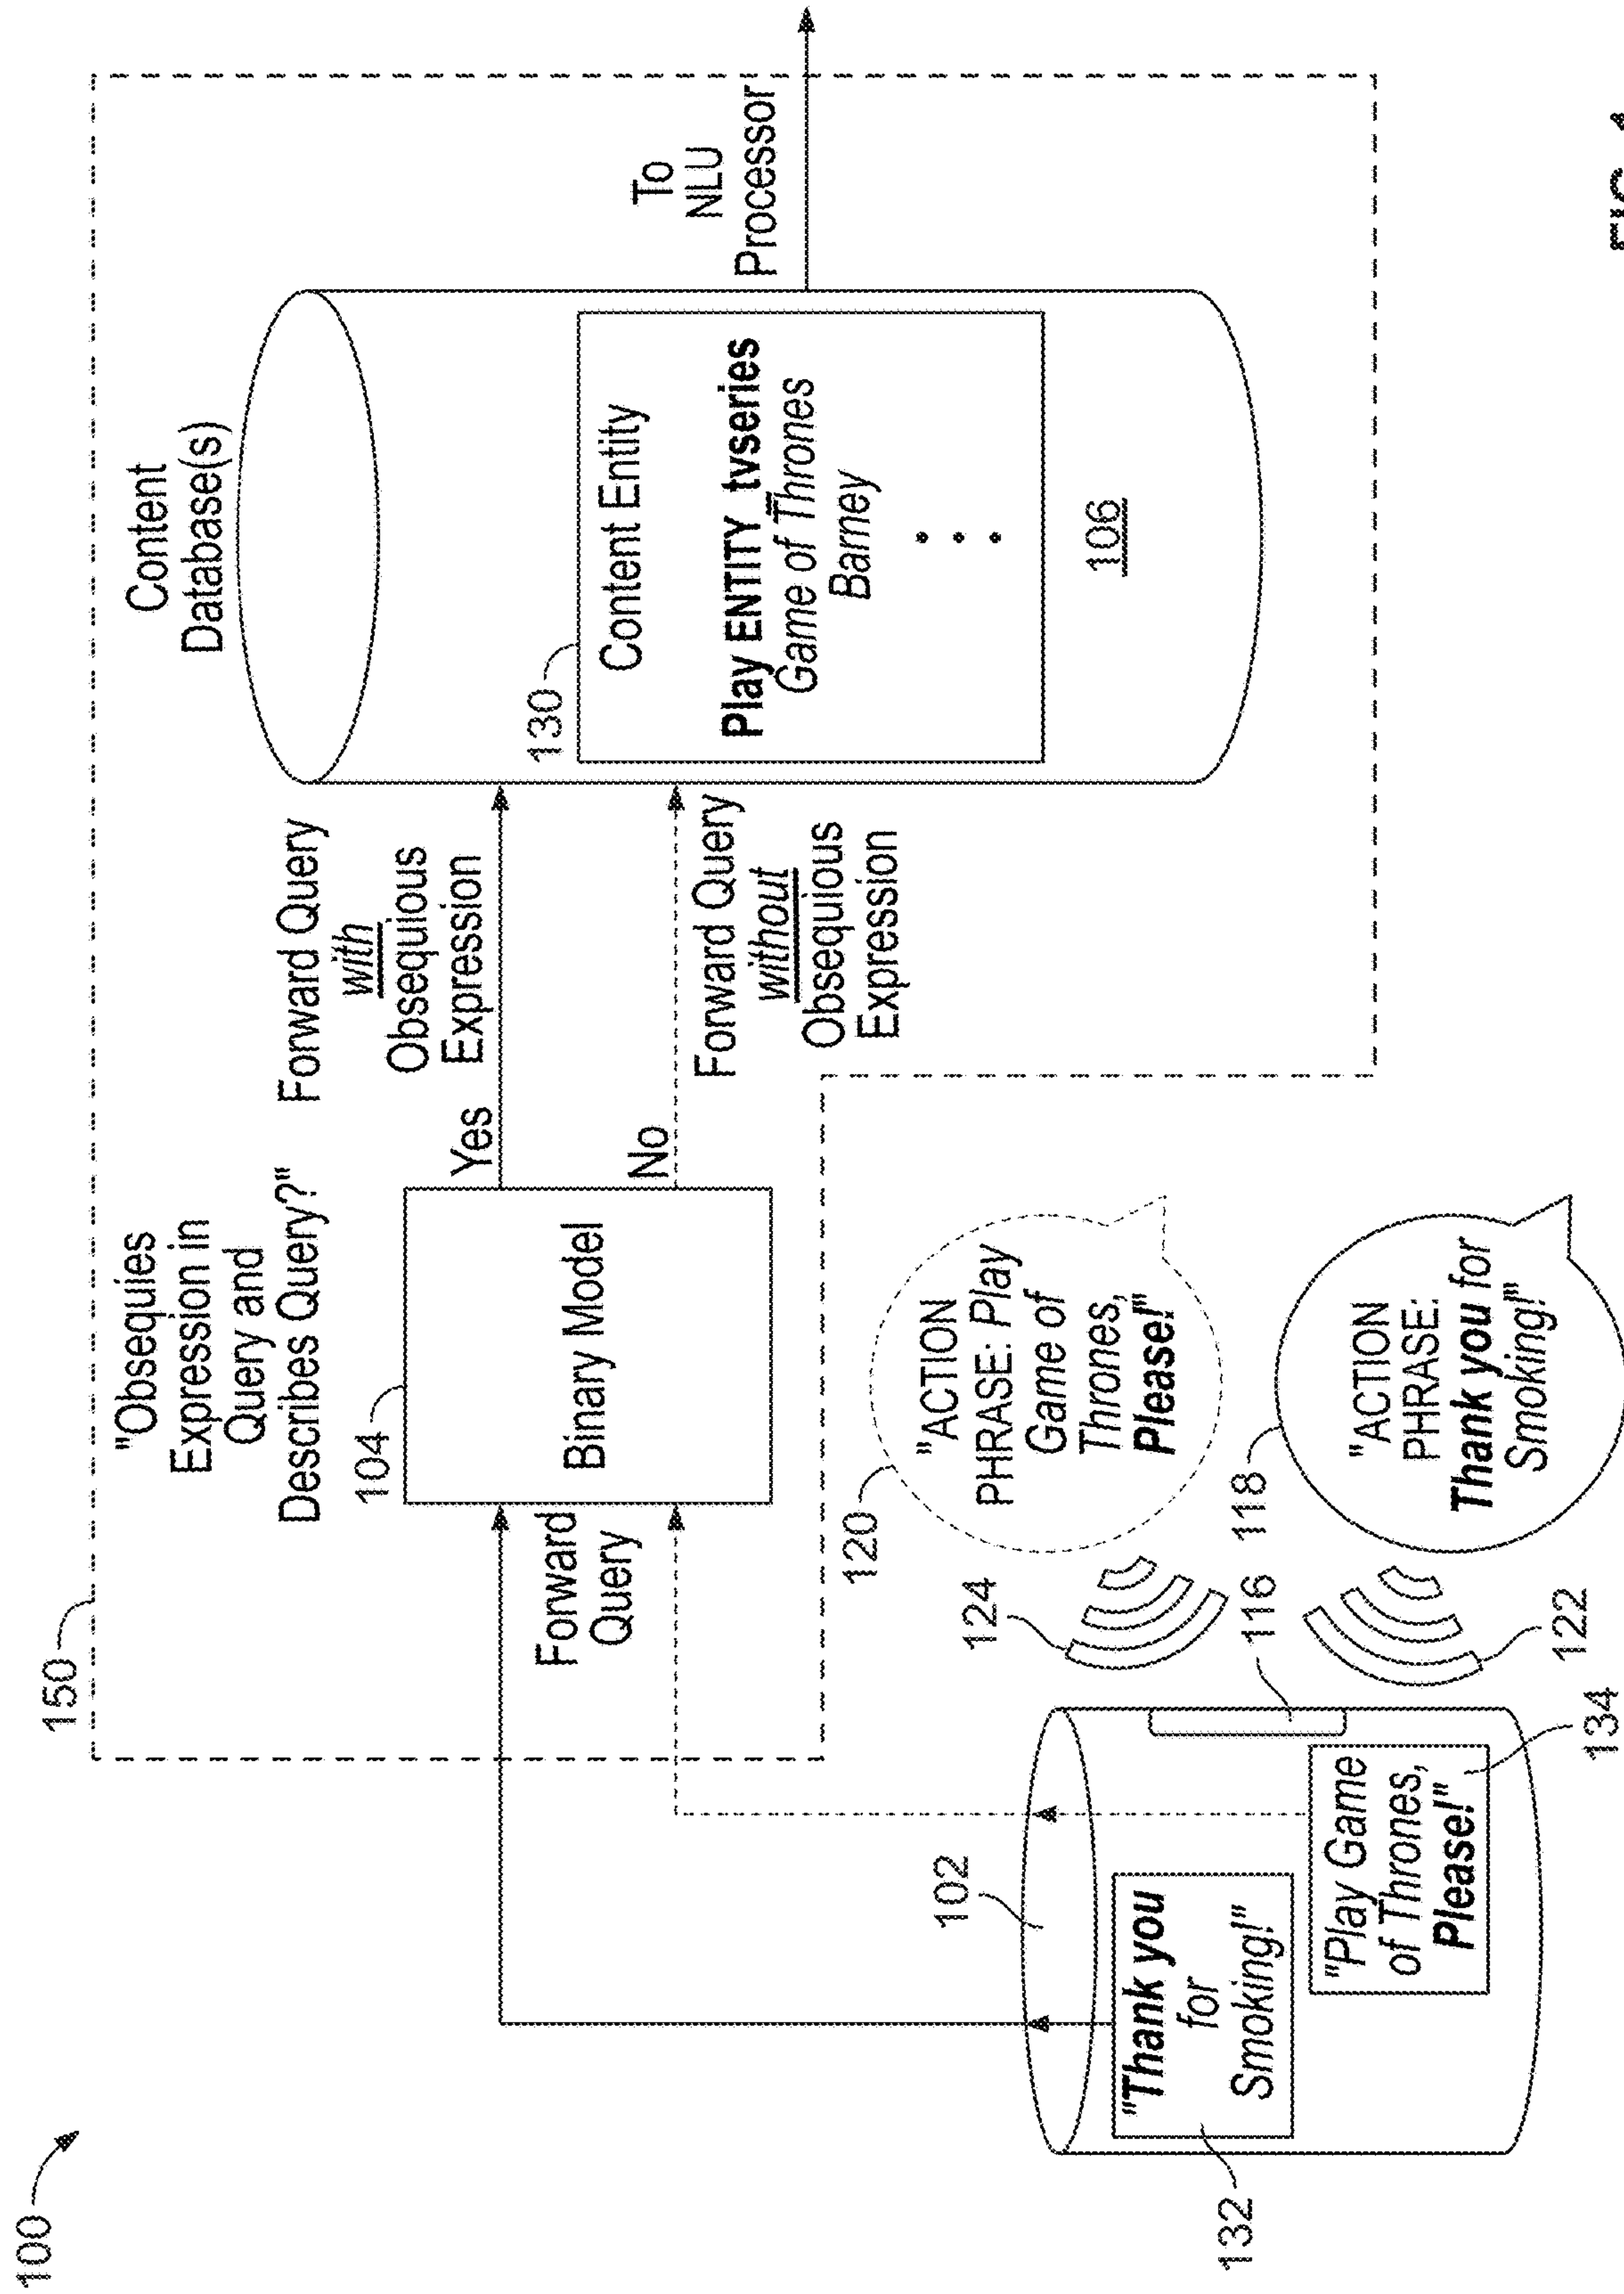 100
150
"Obsequies
Expression in
Query and
Describes Query?"
104
Binary Model
Forward
Query
Yes
No
Forward Query
with
Obsequious
Expression
Forward Query
without
Obsequious
Expression
Content
Database(s)
130
Content Entity
Play ENTITY_tvseries
Game of Thrones
Barney
106
To
NLU
Processor
102
132
"Thank you
for
Smoking!"
134
"Play Game
of Thrones,
Please!"
116
124
122
120
"ACTION
PHRASE: Play
Game of
Thrones,
Please!"
118
"ACTION
PHRASE:
Thank you for
Smoking!"